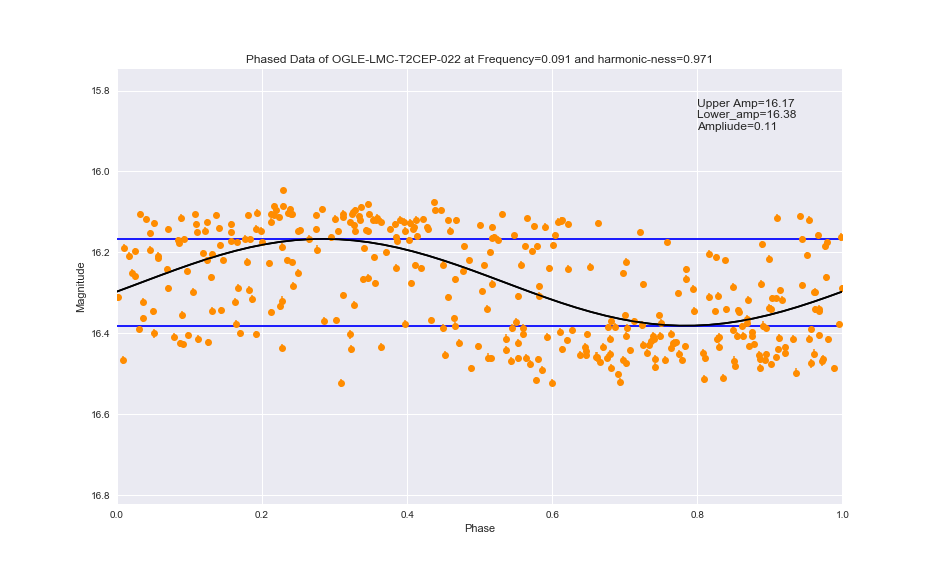 Phased Data of OGLE-LMC-T2CEP-022 at Frequency=0.091 and harmonic-ness=0.971
Upper Amp=16.17
Lower_amp=16.38
Ampliude=0.11
15.8
16.0
16.2
16.4
16.6
16.8
Magnitude
0.0 0.2 0.4 0.6 0.8 1.0
Phase